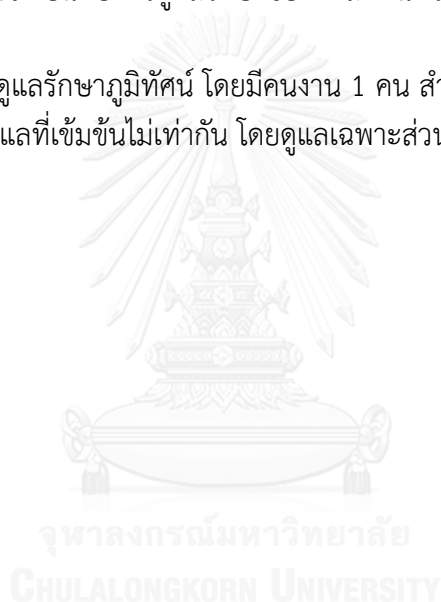 ดูแลรักษาภูมิทัศน์ โดยมีคนงาน 1 คน สำ
แลที่เข้มข้นไม่เท่ากัน โดยดูแลเฉพาะส่วน
จุฬาลงกรณ์มหาวิทยาลัย
CHULALONGKORN UNIVERSITY